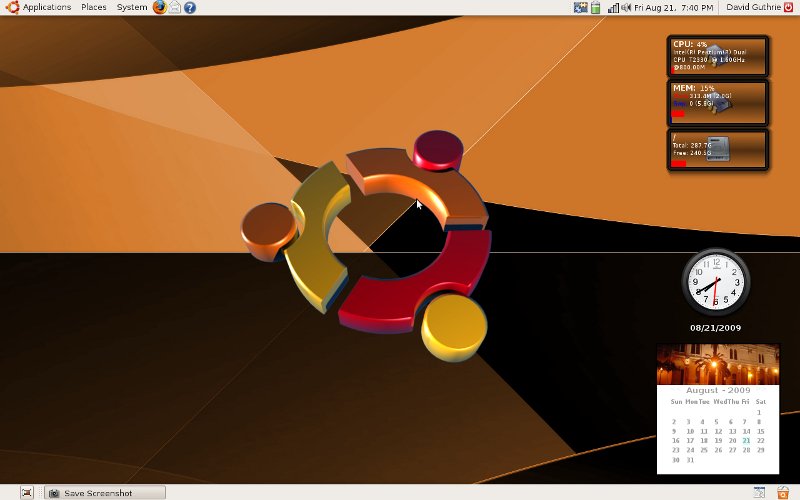 Applications Places System Fri Aug 21, 7:40 PM David Guthrie
CPU: 4%
Intel(R) Pentium(R) Dual
CPU T2330 @ 1.60GHz
@800.00M
MEM: 15%
313.4M (2.0G)
0 (5.8G)
/
Total: 287.7G
Free: 240.5G
12
1
2
3
4
5
6
7
8
9
10
11
08/21/2009
August - 2009
Sun Mon Tue Wed Thu Fri Sat
1
2 3 4 5 6 7 8
9 10 11 12 13 14 15
16 17 18 19 20 21 22
23 24 25 26 27 28 29
30 31
Save Screenshot